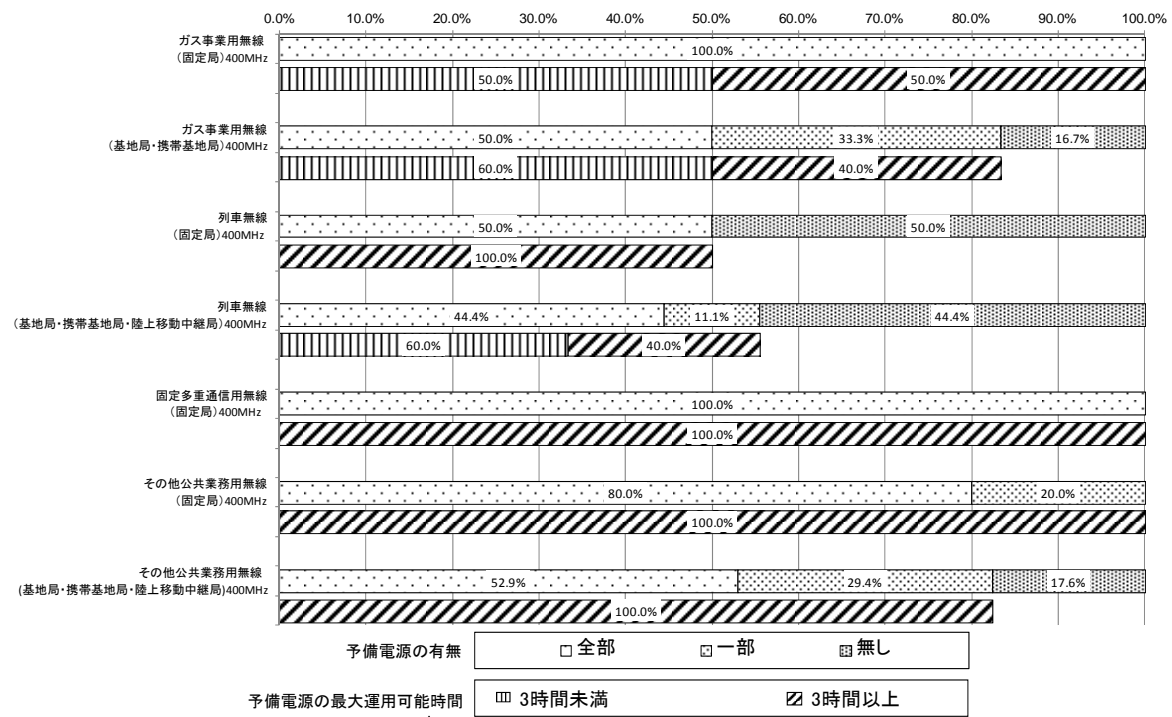 0.0% 10.0% 20.0% 30.0% 40.0% 50.0% 60.0% 70.0% 80.0% 90.0% 100.0%
ガス事業用無線
(固定局)400MHz
100.0%
50.0% 50.0%
ガス事業用無線
(基地局・携帯基地局)400MHz
50.0% 33.3% 16.7%
60.0% 40.0%
列車無線
(固定局)400MHz
50.0% 50.0%
100.0%
列車無線
(基地局・携帯基地局・陸上移動中継局)400MHz
44.4% 11.1% 44.4%
60.0% 40.0%
固定多重通信用無線
(固定局)400MHz
100.0%
100.0%
その他公共業務用無線
(固定局)400MHz
80.0% 20.0%
100.0%
その他公共業務用無線
(基地局・携帯基地局・陸上移動中継局)400MHz
52.9% 29.4% 17.6%
100.0%
予備電源の有無 全部 一部 無し
予備電源の最大運用可能時間 3時間未満 3時間以上